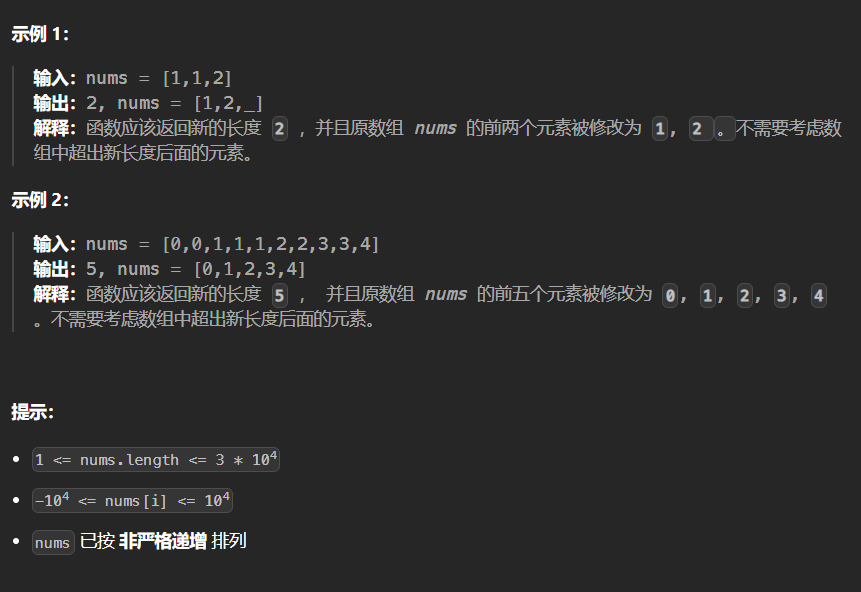 示例 1：
输入：nums = [1,1,2]
输出：2, nums = [1,2,_]
解释：函数应该返回新的长度 2 ，并且原数组 nums 的前两个元素被修改为 1, 2 。不需要考虑数
组中超出新长度后面的元素。
示例 2：
输入：nums = [0,0,1,1,1,2,2,3,3,4]
输出：5, nums = [0,1,2,3,4]
解释：函数应该返回新的长度 5 ， 并且原数组 nums 的前五个元素被修改为 0, 1, 2, 3, 4
。不需要考虑数组中超出新长度后面的元素。
提示：
• 1 <= nums.length <= 3 * 10⁴
• -10⁴ <= nums[i] <= 10⁴
• nums 已按 非严格递增 排列